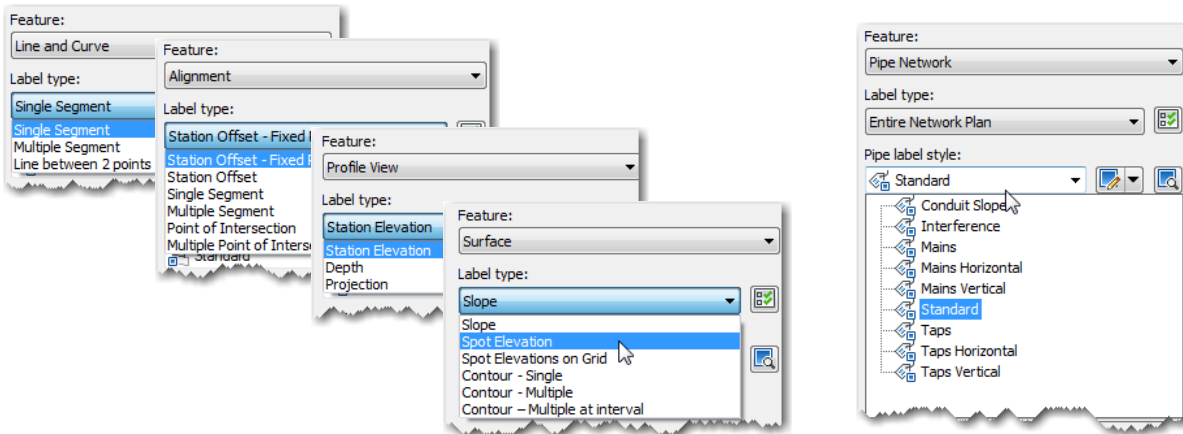 Feature:
Line and Curve
Label type:
Single Segment
Single Segment
Multiple Segment
Line between 2 points
Feature:
Alignment
Label type:
Station Offset - Fixed
Station Offset - Fixed
Station Offset
Single Segment
Multiple Segment
Point of Intersection
Multiple Point of
Standard
Feature:
Profile View
Label type:
Station Elevation
Station Elevation
Depth
Projection
Feature:
Surface
Label type:
Slope
Slope
Spot Elevation
Spot Elevations on Grid
Contour - Single
Contour - Multiple
Contour – Multiple at interval
Feature:
Pipe Network
Label type:
Entire Network Plan
Pipe label style:
Standard
Conduit Slope
Interference
Mains
Mains Horizontal
Mains Vertical
Standard
Taps
Taps Horizontal
Taps Vertical